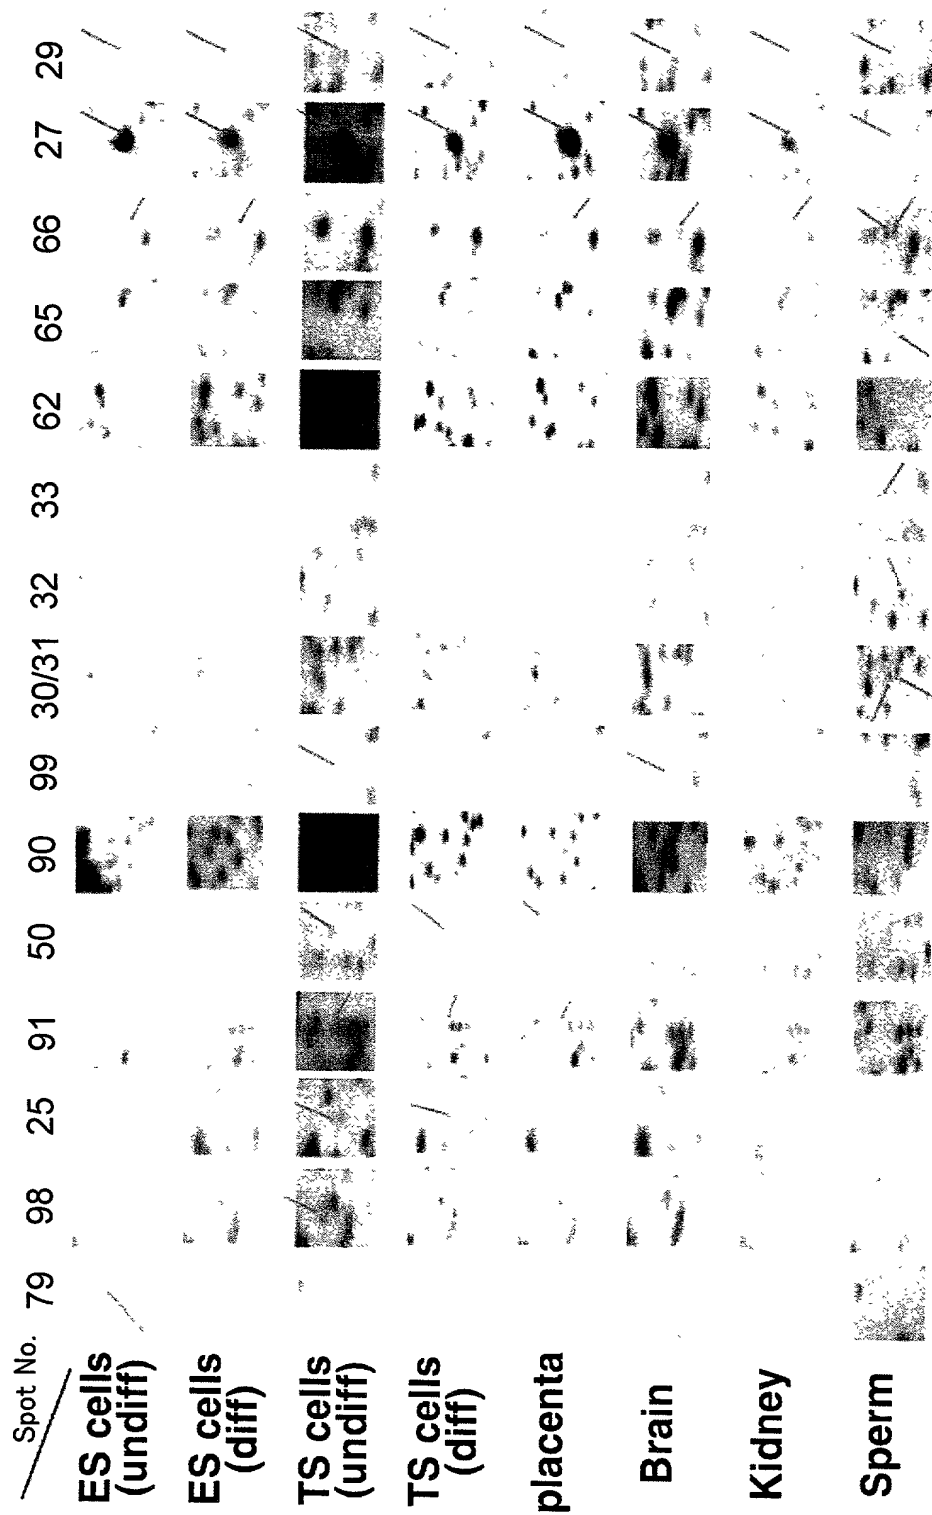 Spot No.
79
98
25
91
50
90
99
30/31
32
33
62
65
66
27
29
ES cells
(undiff)
ES cells
(diff)
TS cells
(undiff)
TS cells
(diff)
placenta
Brain
Kidney
Sperm